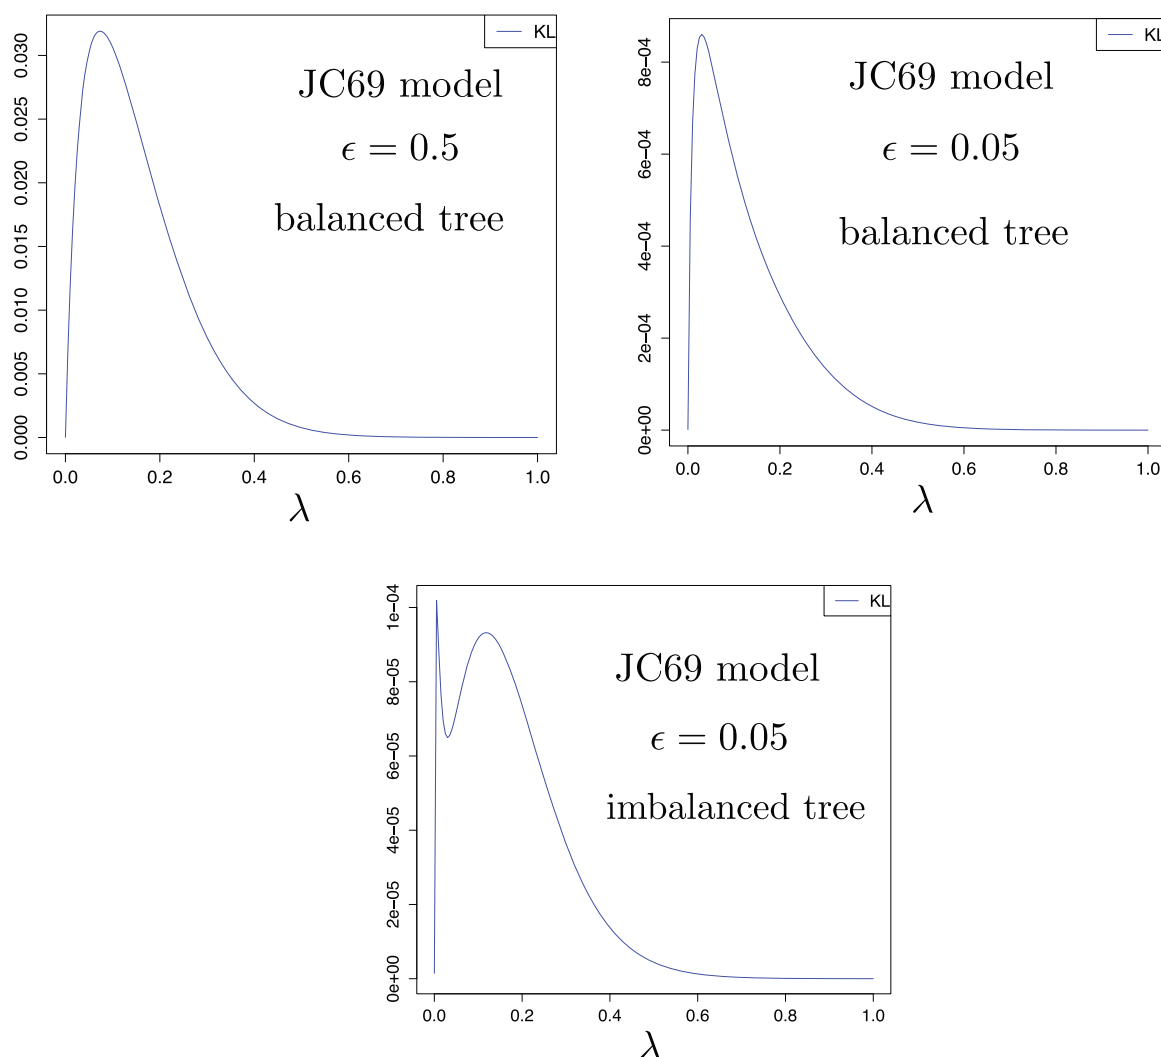 KL
JC69 model
ϵ = 0.5
balanced tree
0.030
0.025
0.020
0.015
0.010
0.005
0.000
0.0 0.2 0.4 0.6 0.8 1.0
λ
KL
JC69 model
ϵ = 0.05
balanced tree
8e−04
6e−04
4e−04
2e−04
0e+00
0.0 0.2 0.4 0.6 0.8 1.0
λ
KL
JC69 model
ϵ = 0.05
imbalanced tree
1e−04
8e−05
6e−05
4e−05
2e−05
0e+00
0.0 0.2 0.4 0.6 0.8 1.0
λ